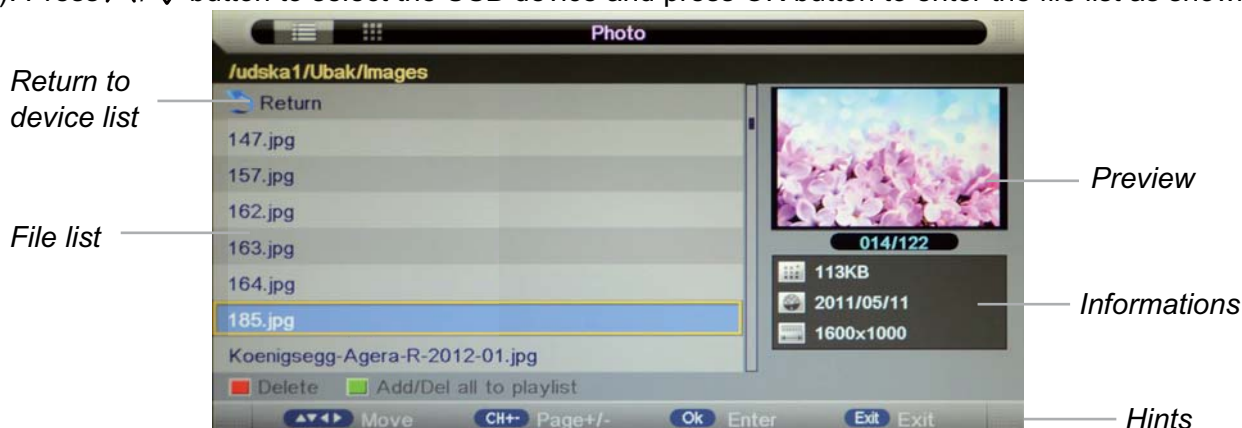 Press / button to select the USB device and press OK button to enter the file list as shown
Photo
/udska1/Ubak/Images
Return to
device list
Return
147.jpg
157.jpg
162.jpg
163.jpg
164.jpg
185.jpg
Koenigsegg-Agera-R-2012-01.jpg
File list
Preview
014/122
113KB
2011/05/11
1600x1000
Informations
Delete Add/Del all to playlist
Move CH+- Page+/- Ok Enter Exit Exit
Hints